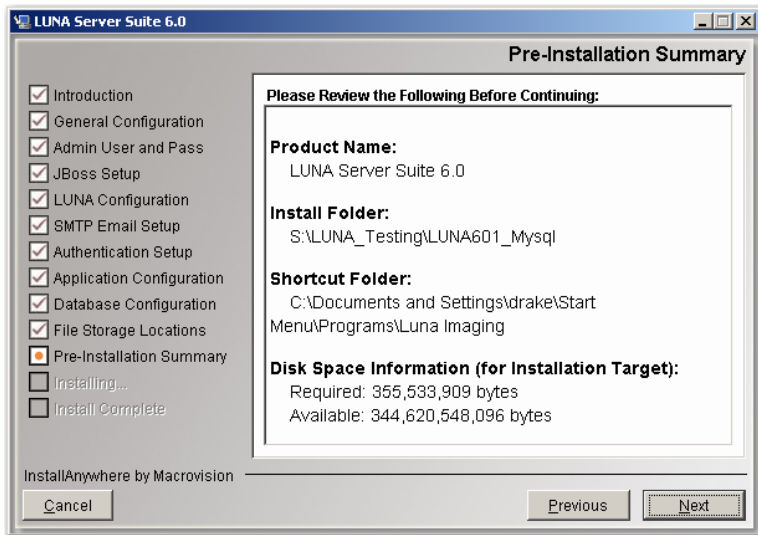 LUNA Server Suite 6.0
Pre-Installation Summary
Introduction
General Configuration
Admin User and Pass
JBoss Setup
LUNA Configuration
SMTP Email Setup
Authentication Setup
Application Configuration
Database Configuration
File Storage Locations
Pre-Installation Summary
Installing...
Install Complete
Please Review the Following Before Continuing:
Product Name:
LUNA Server Suite 6.0
Install Folder:
S:\LUNA_Testing\LUNA601_Mysql
Shortcut Folder:
C:\Documents and Settings\drake\Start
Menu\Programs\Luna Imaging
Disk Space Information (for Installation Target):
Required: 355,533,909 bytes
Available: 344,620,548,096 bytes
InstallAnywhere by Macrovision
Cancel
Previous
Next